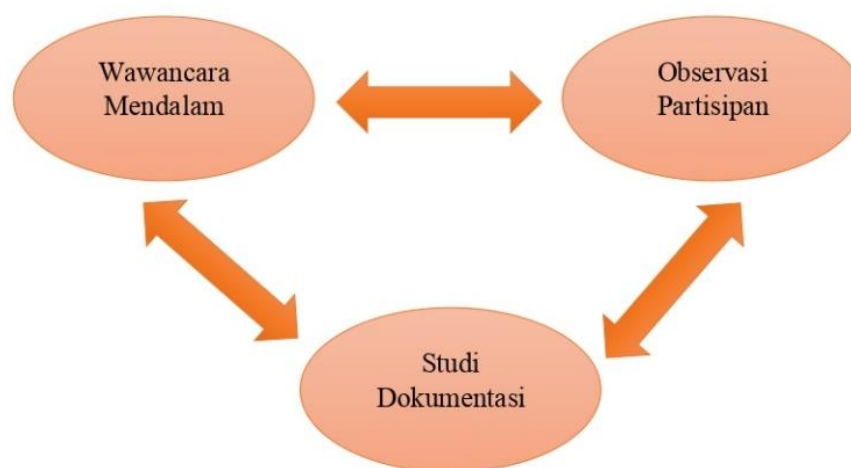 Wawancara
Mendalam
Observasi
Partisipan
Studi
Dokumentasi